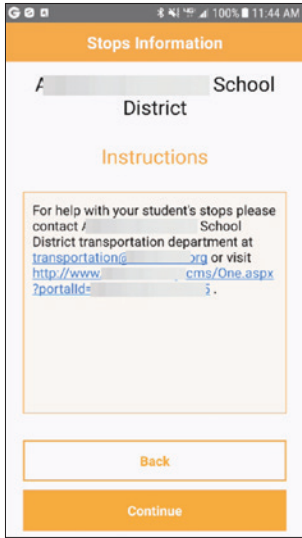 100% 11:44 AM
Stops Information
A School
District
Instructions
For help with your student's stops please
contact A School
District transportation department at
transportation@ org or visit
http://www. cms/One.aspx
?portalId= 5 .
Back
Continue